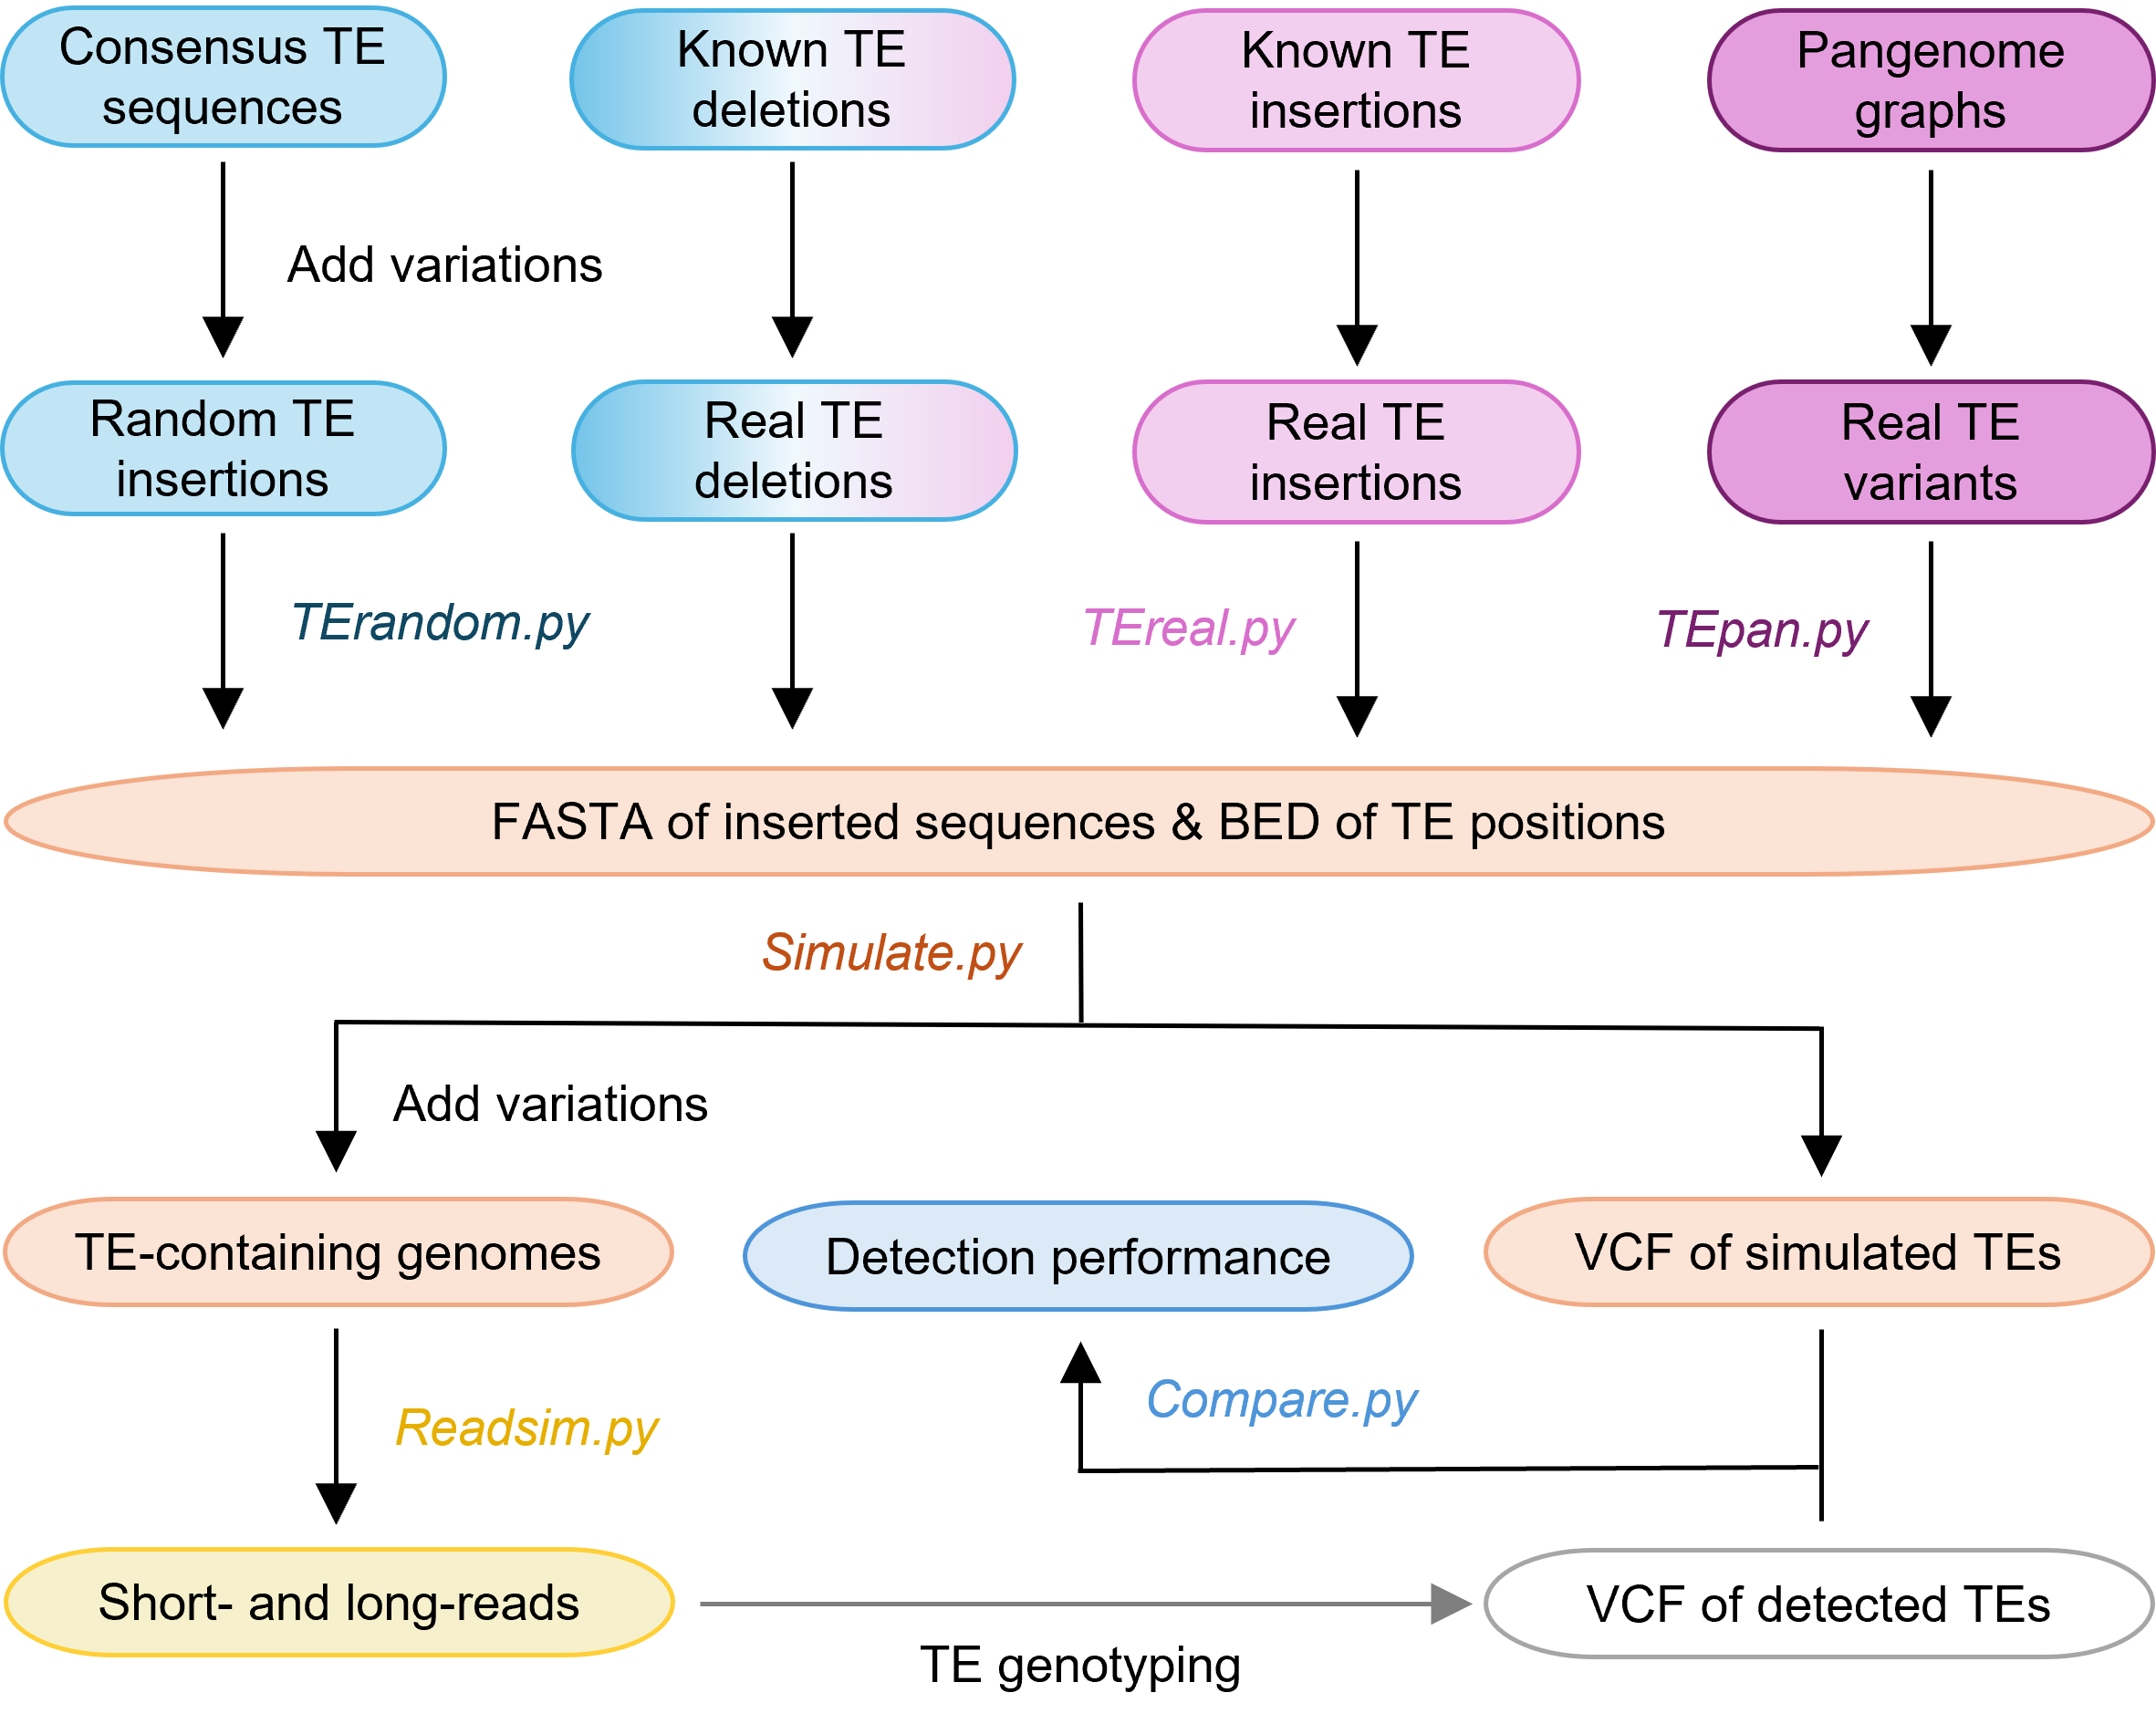 Consensus TE
sequences
Known TE
deletions
Known TE
insertions
Pangenome
graphs
Add variations
Random TE
insertions
Real TE
deletions
Real TE
insertions
Real TE
variants
TErandom.py
TEreal.py
TEpan.py
FASTA of inserted sequences & BED of TE positions
Simulate.py
Add variations
TE-containing genomes
Detection performance
VCF of simulated TEs
Readsim.py
Compare.py
Short- and long-reads
VCF of detected TEs
TE genotyping